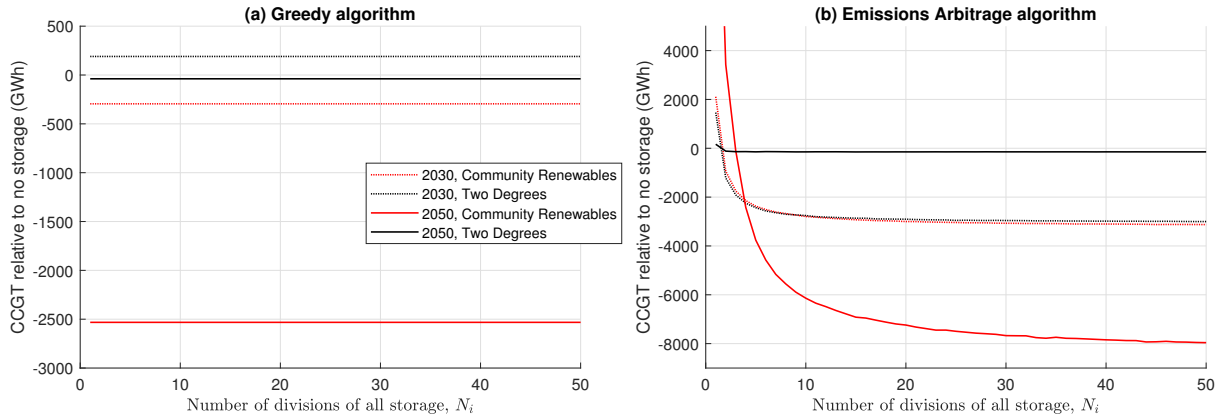 (a) Greedy algorithm
CCGT relative to no storage (GWh)
500
0
-500
-1000
-1500
-2000
-2500
-3000
0 10 20 30 40 50
Number of divisions of all storage, N_i
2030, Community Renewables
2030, Two Degrees
2050, Community Renewables
2050, Two Degrees
(b) Emissions Arbitrage algorithm
CCGT relative to no storage (GWh)
4000
2000
0
-2000
-4000
-6000
-8000
0 10 20 30 40 50
Number of divisions of all storage, N_i